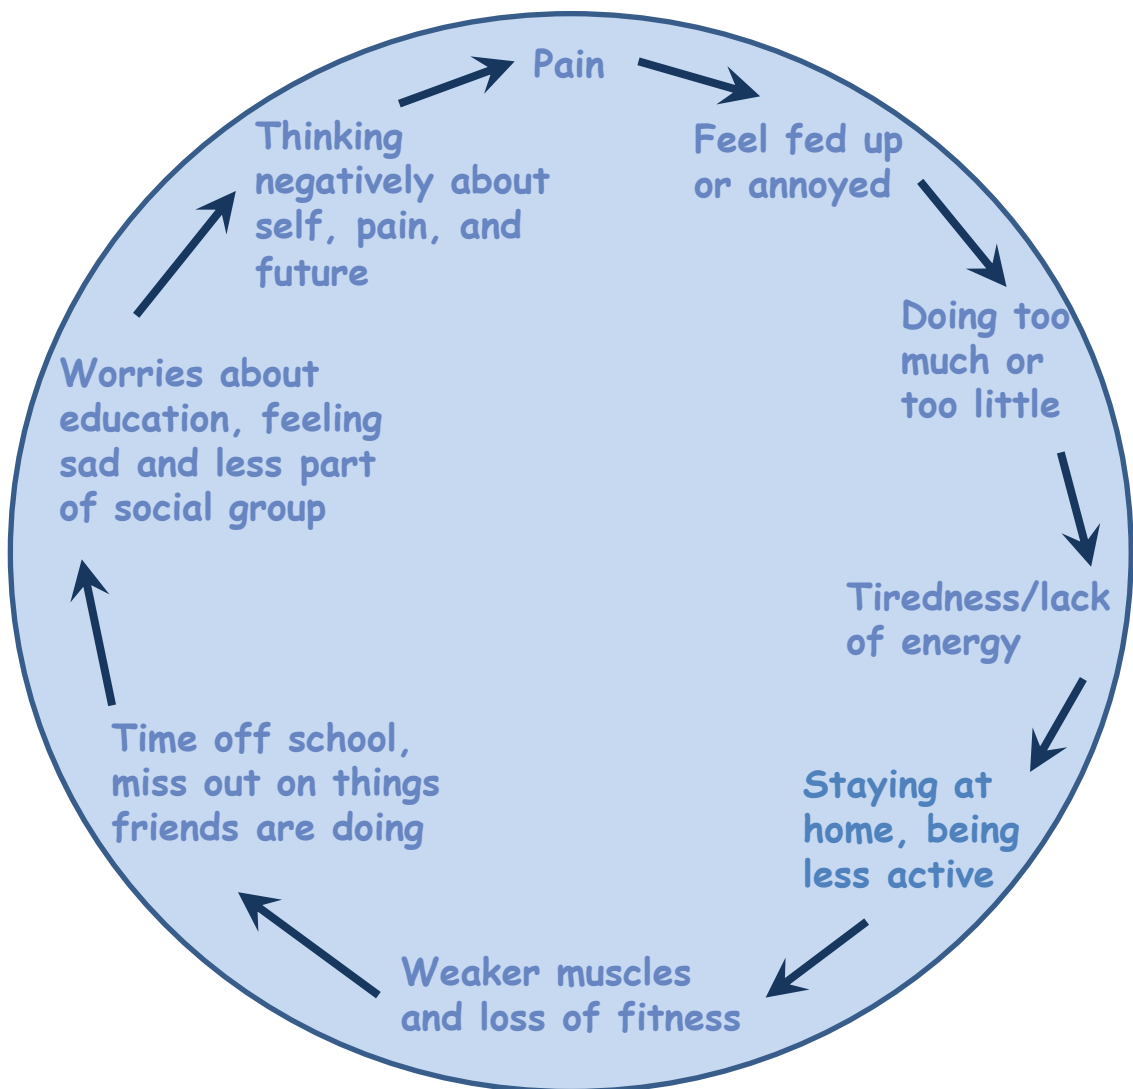 Pain
Feel fed up
or annoyed
Doing too
much or
too little
Tiredness/lack
of energy
Staying at
home, being
less active
Weaker muscles
and loss of fitness
Time off school,
miss out on things
friends are doing
Worries about
education, feeling
sad and less part
of social group
Thinking
negatively about
self, pain, and
future